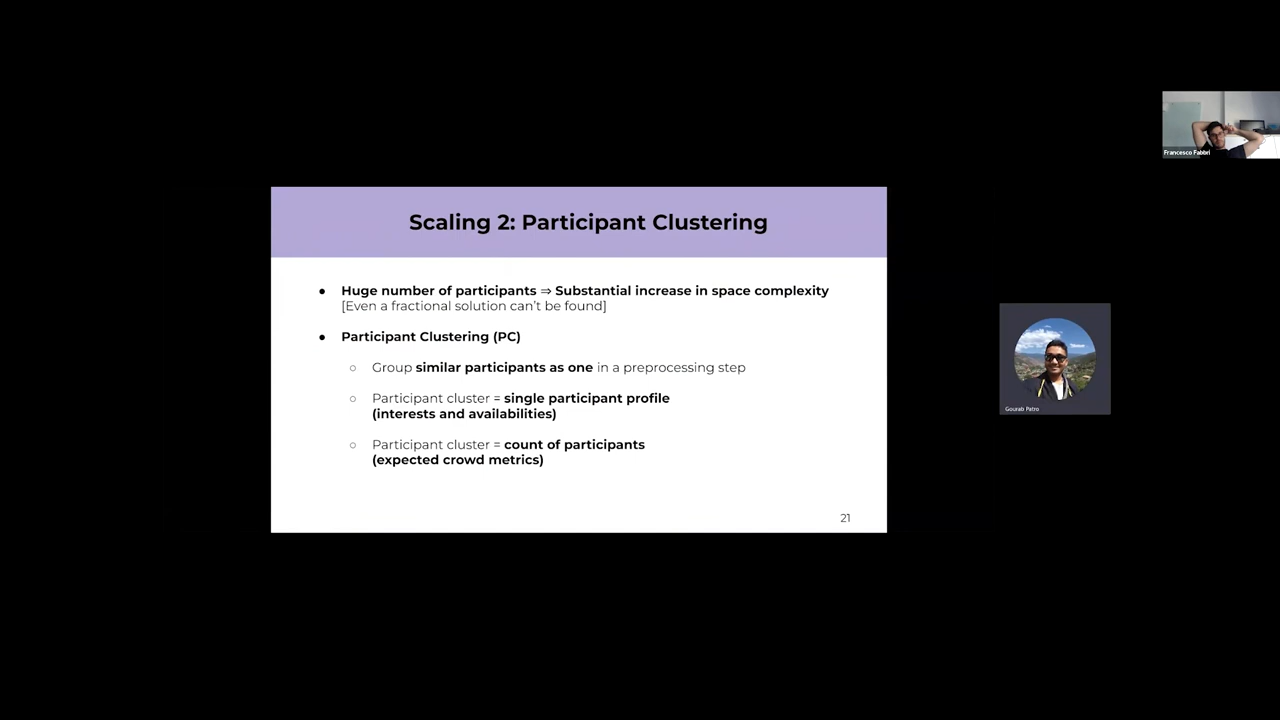 Scaling 2: Participant Clustering
● Huge number of participants ⇒ Substantial increase in space complexity
[Even a fractional solution can't be found]
● Participant Clustering (PC)
○ Group similar participants as one in a preprocessing step
○ Participant cluster = single participant profile
(interests and availabilities)
○ Participant cluster = count of participants
(expected crowd metrics)
21
Francesco Fabbri
Gourab Patro